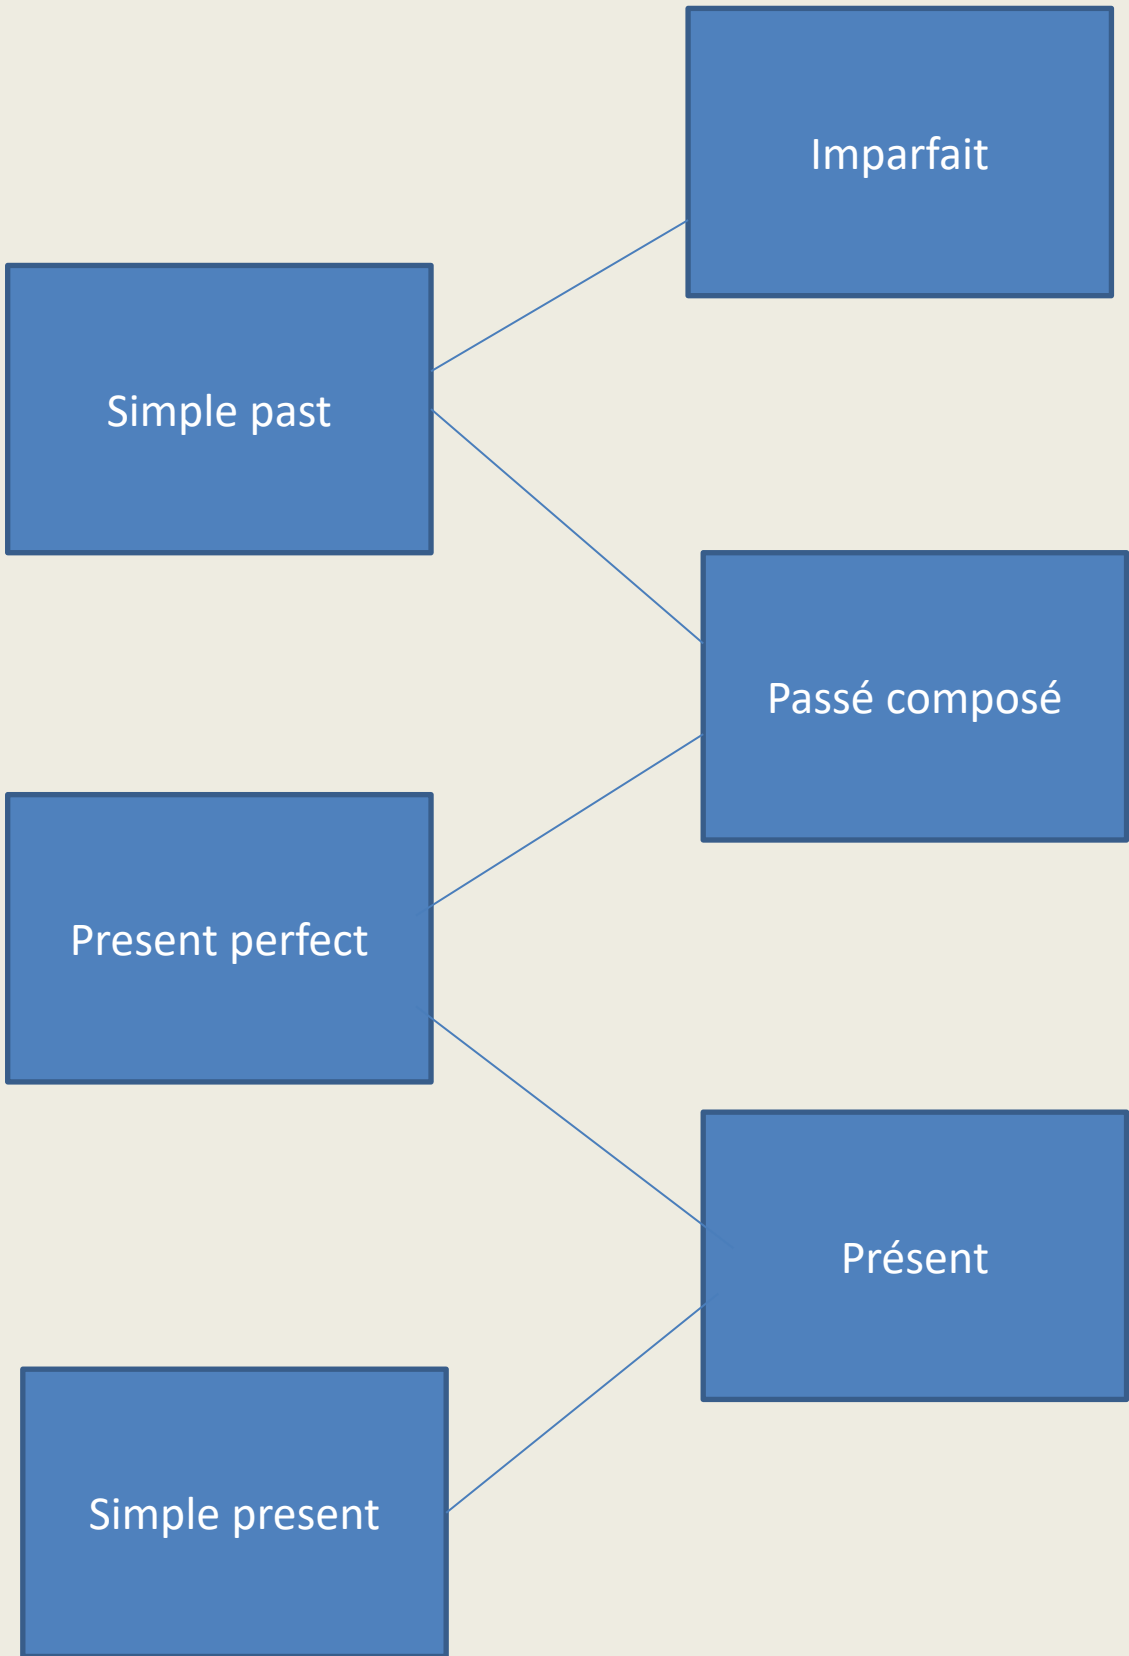 Imparfait
Simple past
Passé composé
Present perfect
Présent
Simple present